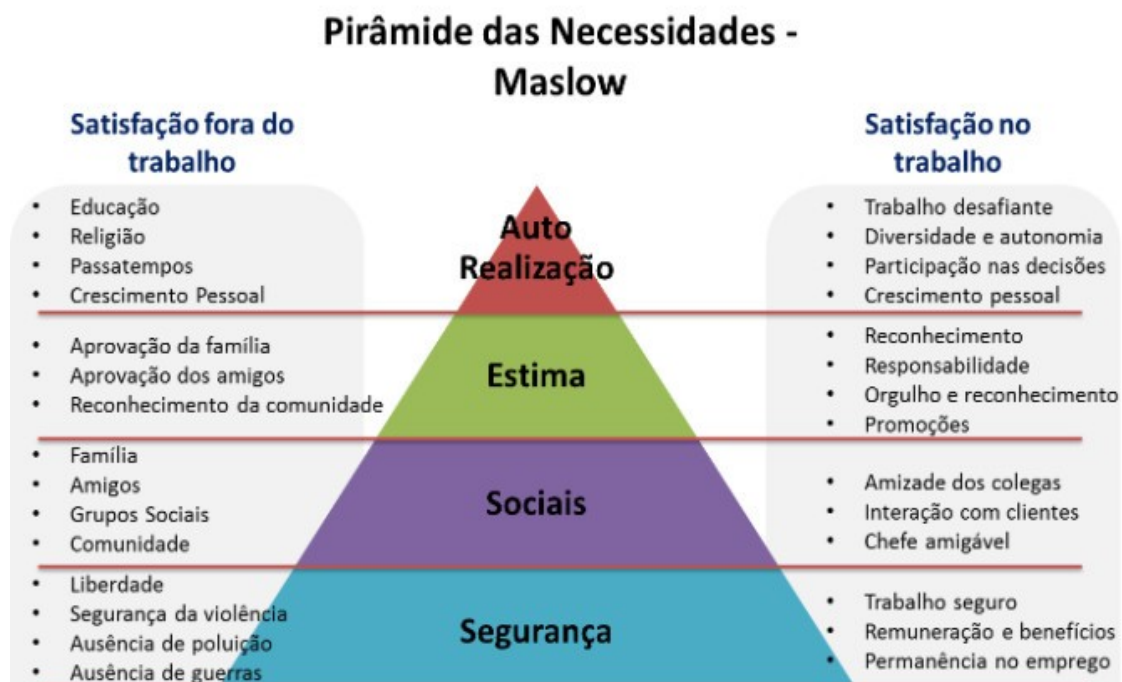 Pirâmide das Necessidades -
Maslow
Satisfação fora do
trabalho
Satisfação no
trabalho
• Educação
• Religião
• Passatempos
• Crescimento Pessoal
Auto
Realização
• Trabalho desafiante
• Diversidade e autonomia
• Participação nas decisões
• Crescimento pessoal
• Aprovação da família
• Aprovação dos amigos
• Reconhecimento da comunidade
Estima
• Reconhecimento
• Responsabilidade
• Orgulho e reconhecimento
• Promoções
• Família
• Amigos
• Grupos Sociais
• Comunidade
Sociais
• Amizade dos colegas
• Interação com clientes
• Chefe amigável
• Liberdade
• Segurança da violência
• Ausência de poluição
• Ausência de guerras
Segurança
• Trabalho seguro
• Remuneração e benefícios
• Permanência no emprego